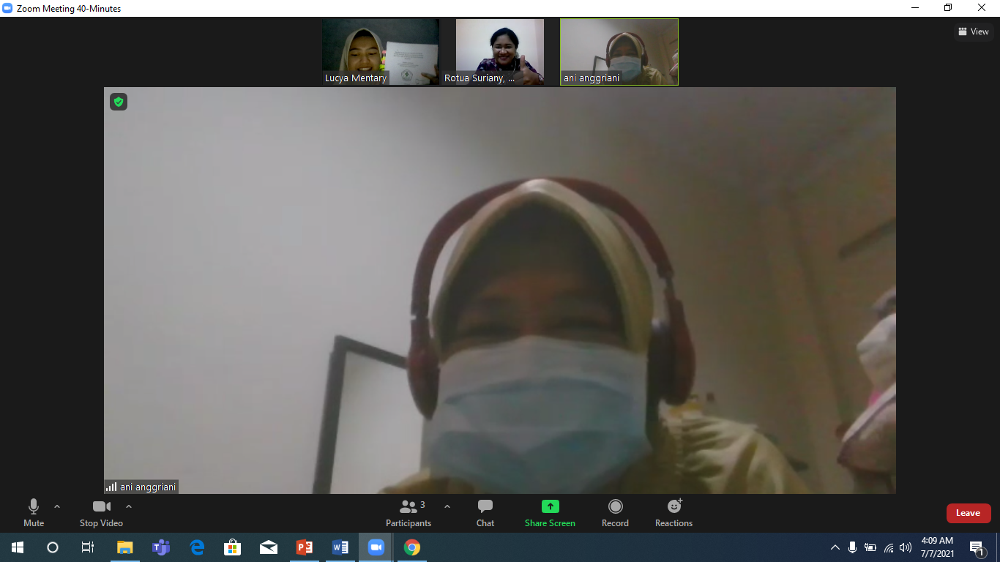 Zoom Meeting 40-Minutes
View
Lucya Mentary
Rotua Suriany, ...
ani anggriani
ani anggriani
Mute
Stop Video
3
Participants
Chat
Share Screen
Record
Reactions
Leave
4:09 AM
7/7/2021
1